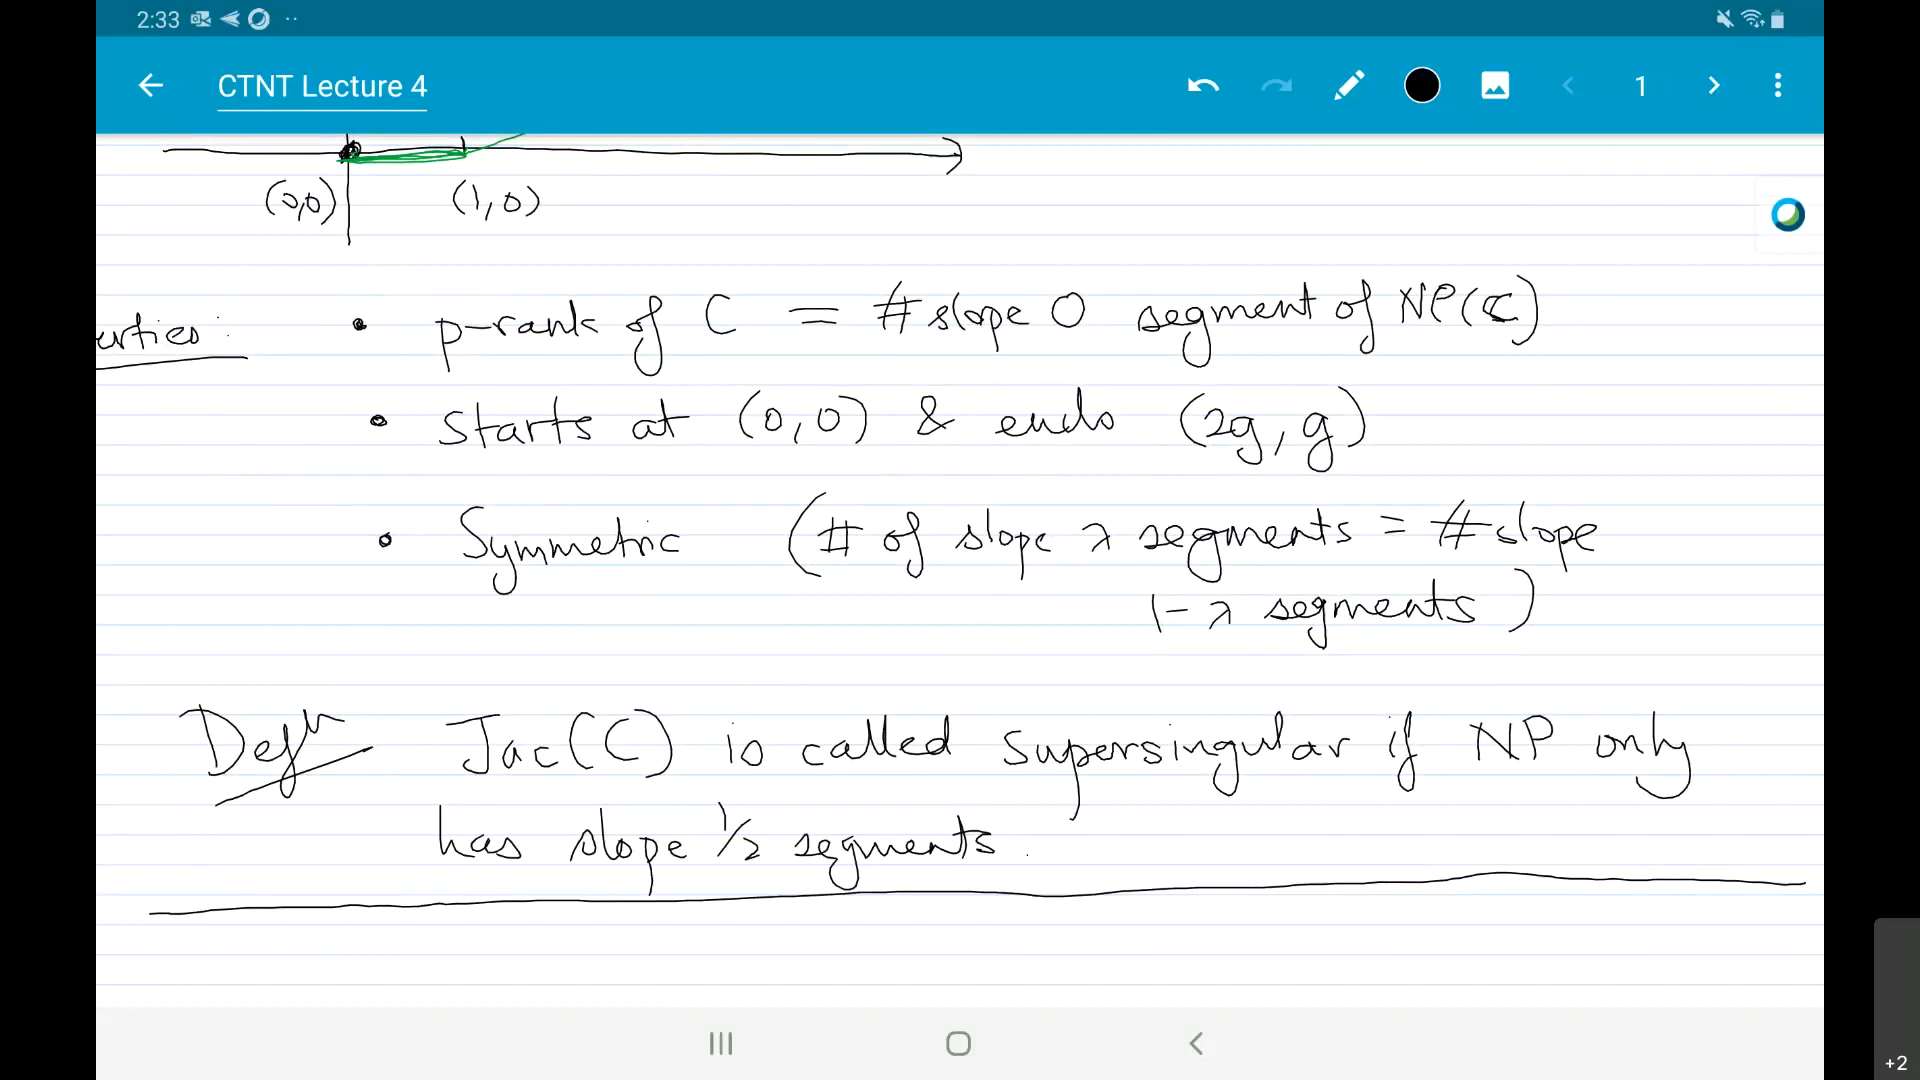 2:33
CTNT Lecture 4
1
(0,0) (1,0)
erties: • p-rank of C = # slope 0 segment of NP(C)
• starts at (0,0) & ends (2g, g)
• Symmetric (# of slope λ segments = # slope
1-λ segments)
Defn Jac(C) is called supersingular if NP only
has slope 1/2 segments.
+2